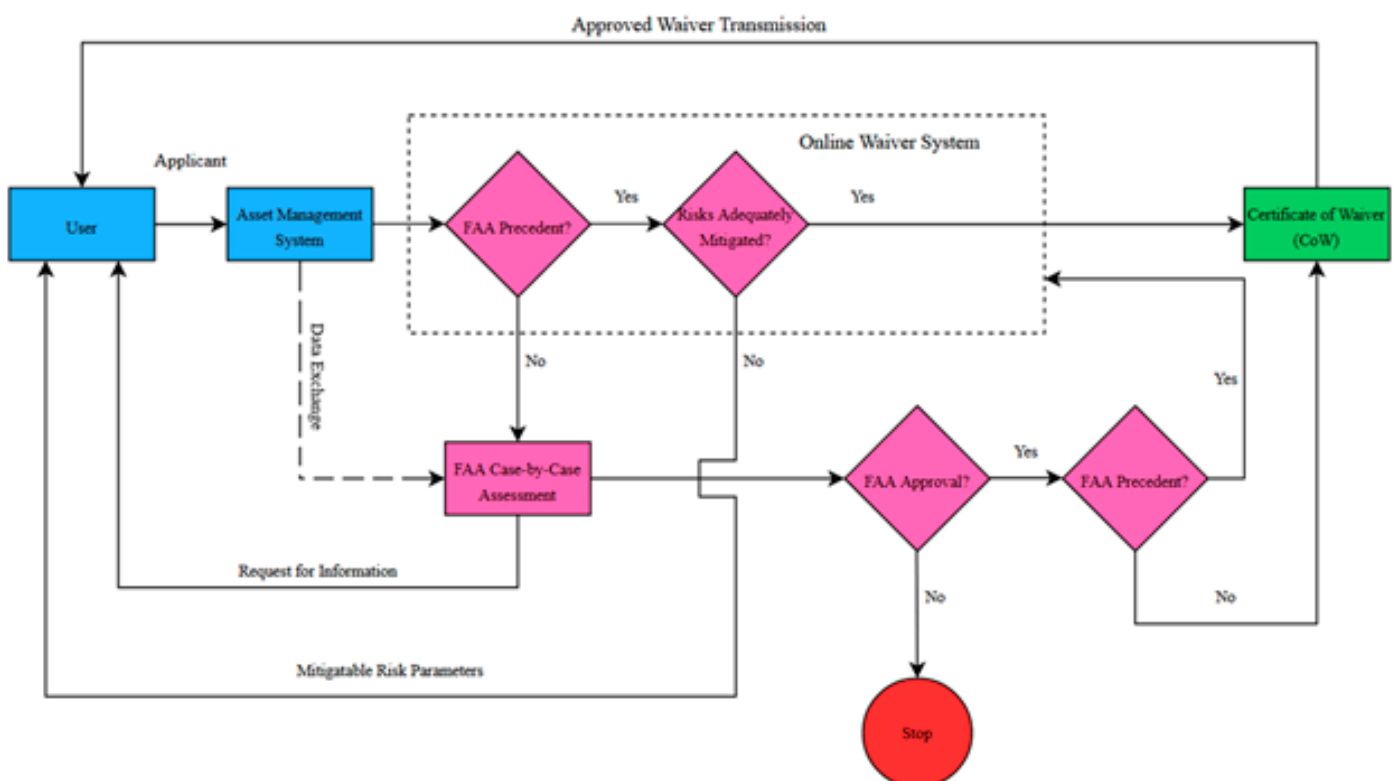 Approved Waiver Transmission
Online Waiver System
Applicant
User
Asset Management
System
FAA Precedent?
Yes
Risks Adequately
Mitigated?
Yes
Certificate of Waiver
(CoW)
Data Exchange
No
No
Yes
FAA Case-by-Case
Assessment
FAA Approval?
Yes
FAA Precedent?
Request for Information
No
No
Mitigatable Risk Parameters
Stop